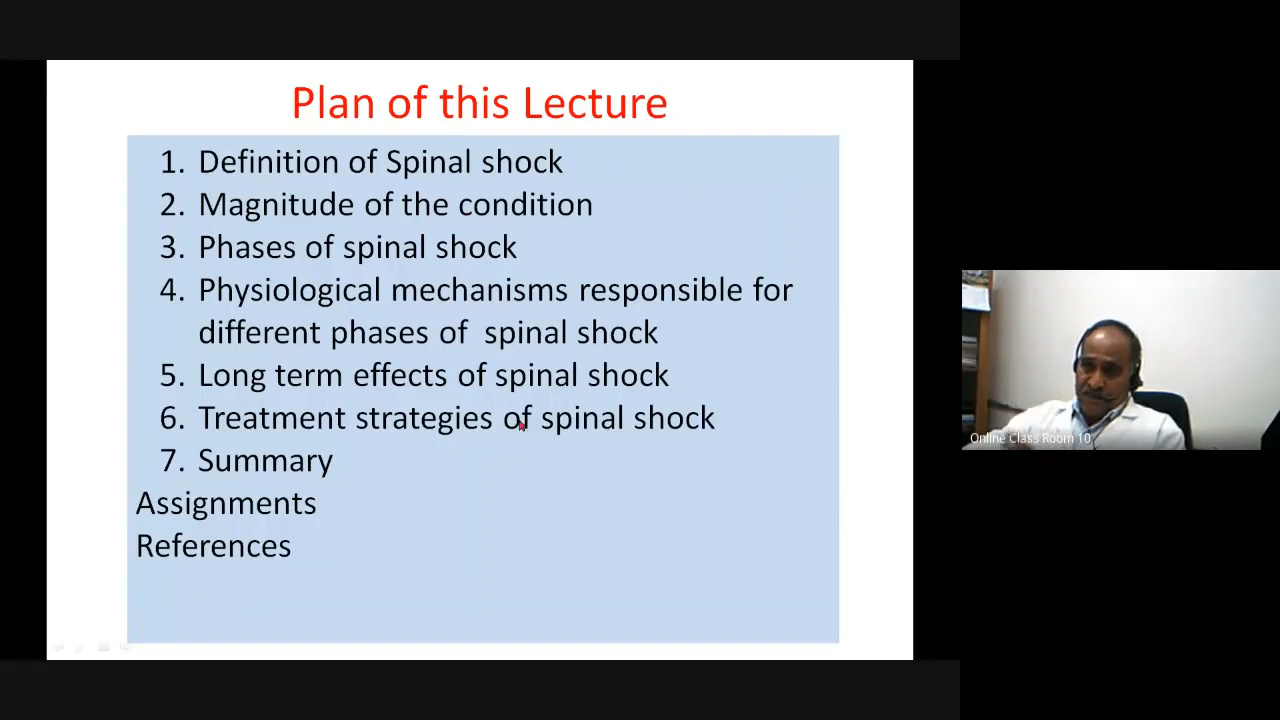 Plan of this Lecture
1. Definition of Spinal shock
2. Magnitude of the condition
3. Phases of spinal shock
4. Physiological mechanisms responsible for
different phases of spinal shock
5. Long term effects of spinal shock
6. Treatment strategies of spinal shock
7. Summary
Assignments
References
Online Class Room 10